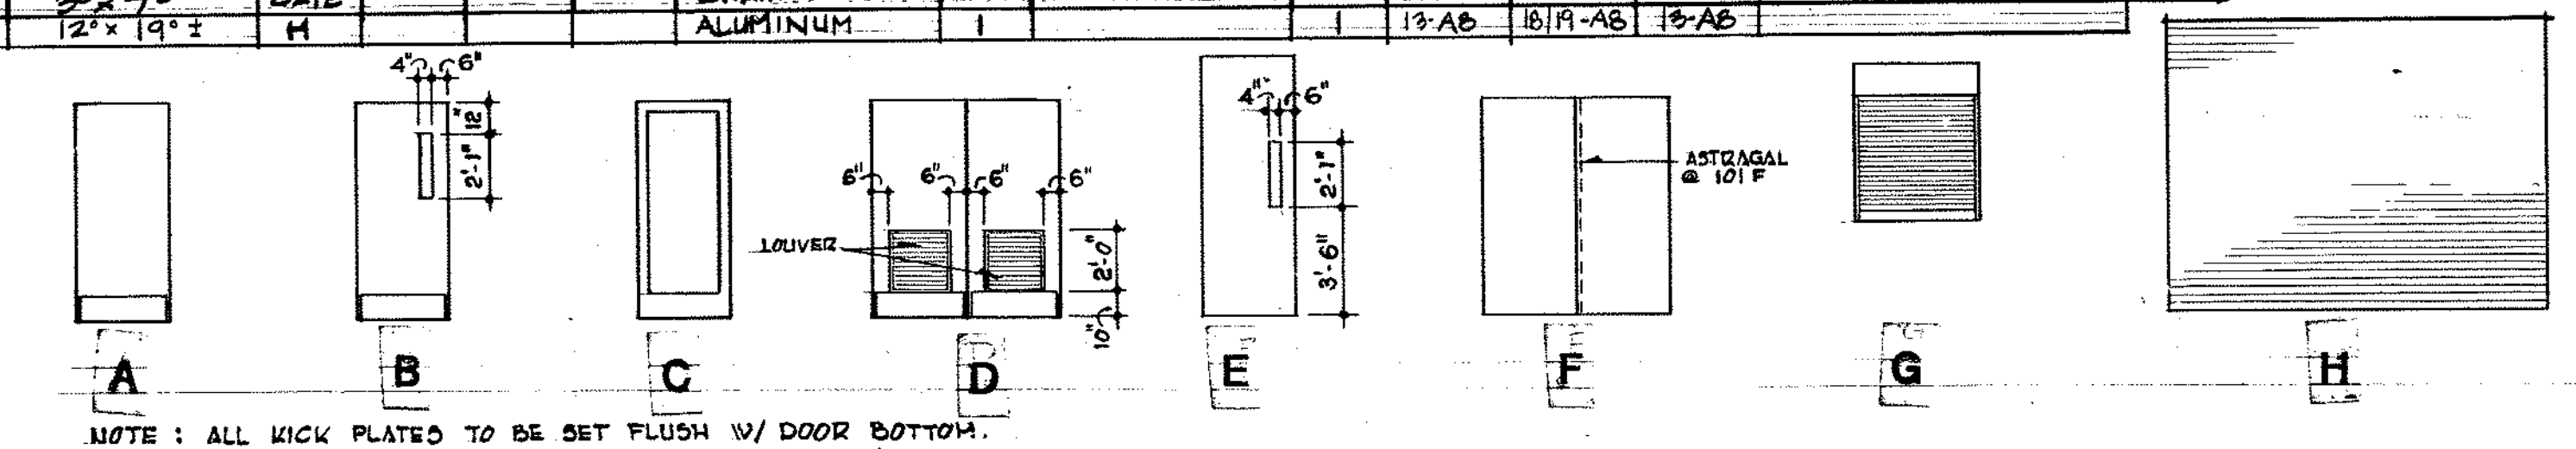 12⁰ x 19⁰ ± H ALUMINUM 1 1 13-A8 18/19-A8 13-A8
4" 6"
12"
2'-1"
4" 6"
2'-1"
3'-6"
6" 6" 6" 6"
LOUVER
2'-0"
10"
ASTRAGAL
@ 101 F
A B C D E F G H
NOTE : ALL KICK PLATES TO BE SET FLUSH W/ DOOR BOTTOM.